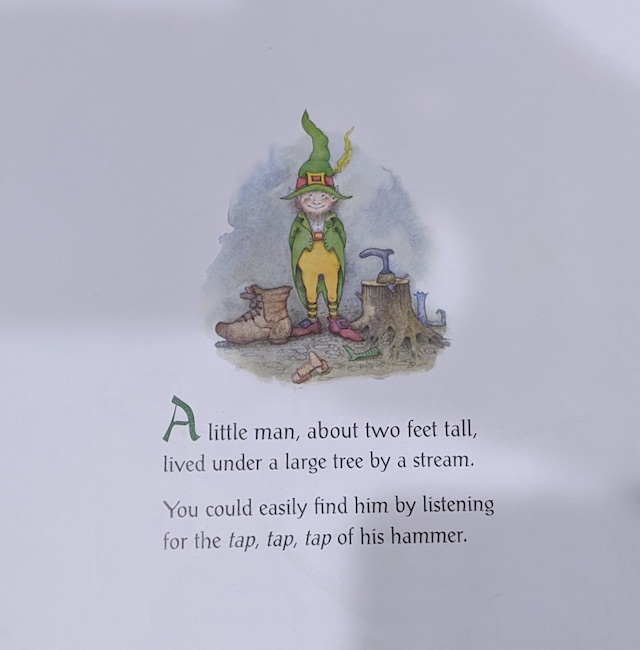 A little man, about two feet tall,
lived under a large tree by a stream.
You could easily find him by listening
for the tap, tap, tap of his hammer.